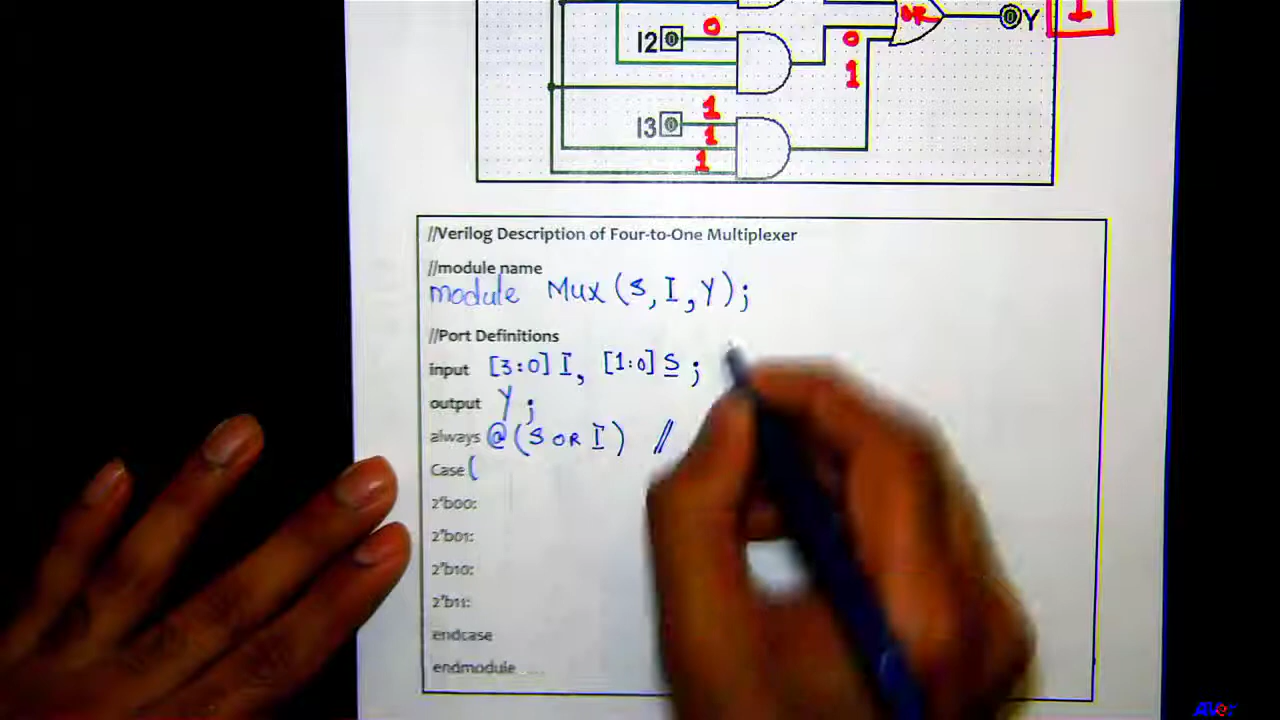 OR
Y
1
I2
0
0
1
1
I3
1
1
//Verilog Description of Four-to-One Multiplexer
//module name
module Mux (S, I, Y);
//Port Definitions
input [3:0] I, [1:0] S ;
output Y ;
always @ (S OR I) //
Case (
2'b00:
2'b01:
2'b10:
2'b11:
endcase
endmodule
AVer